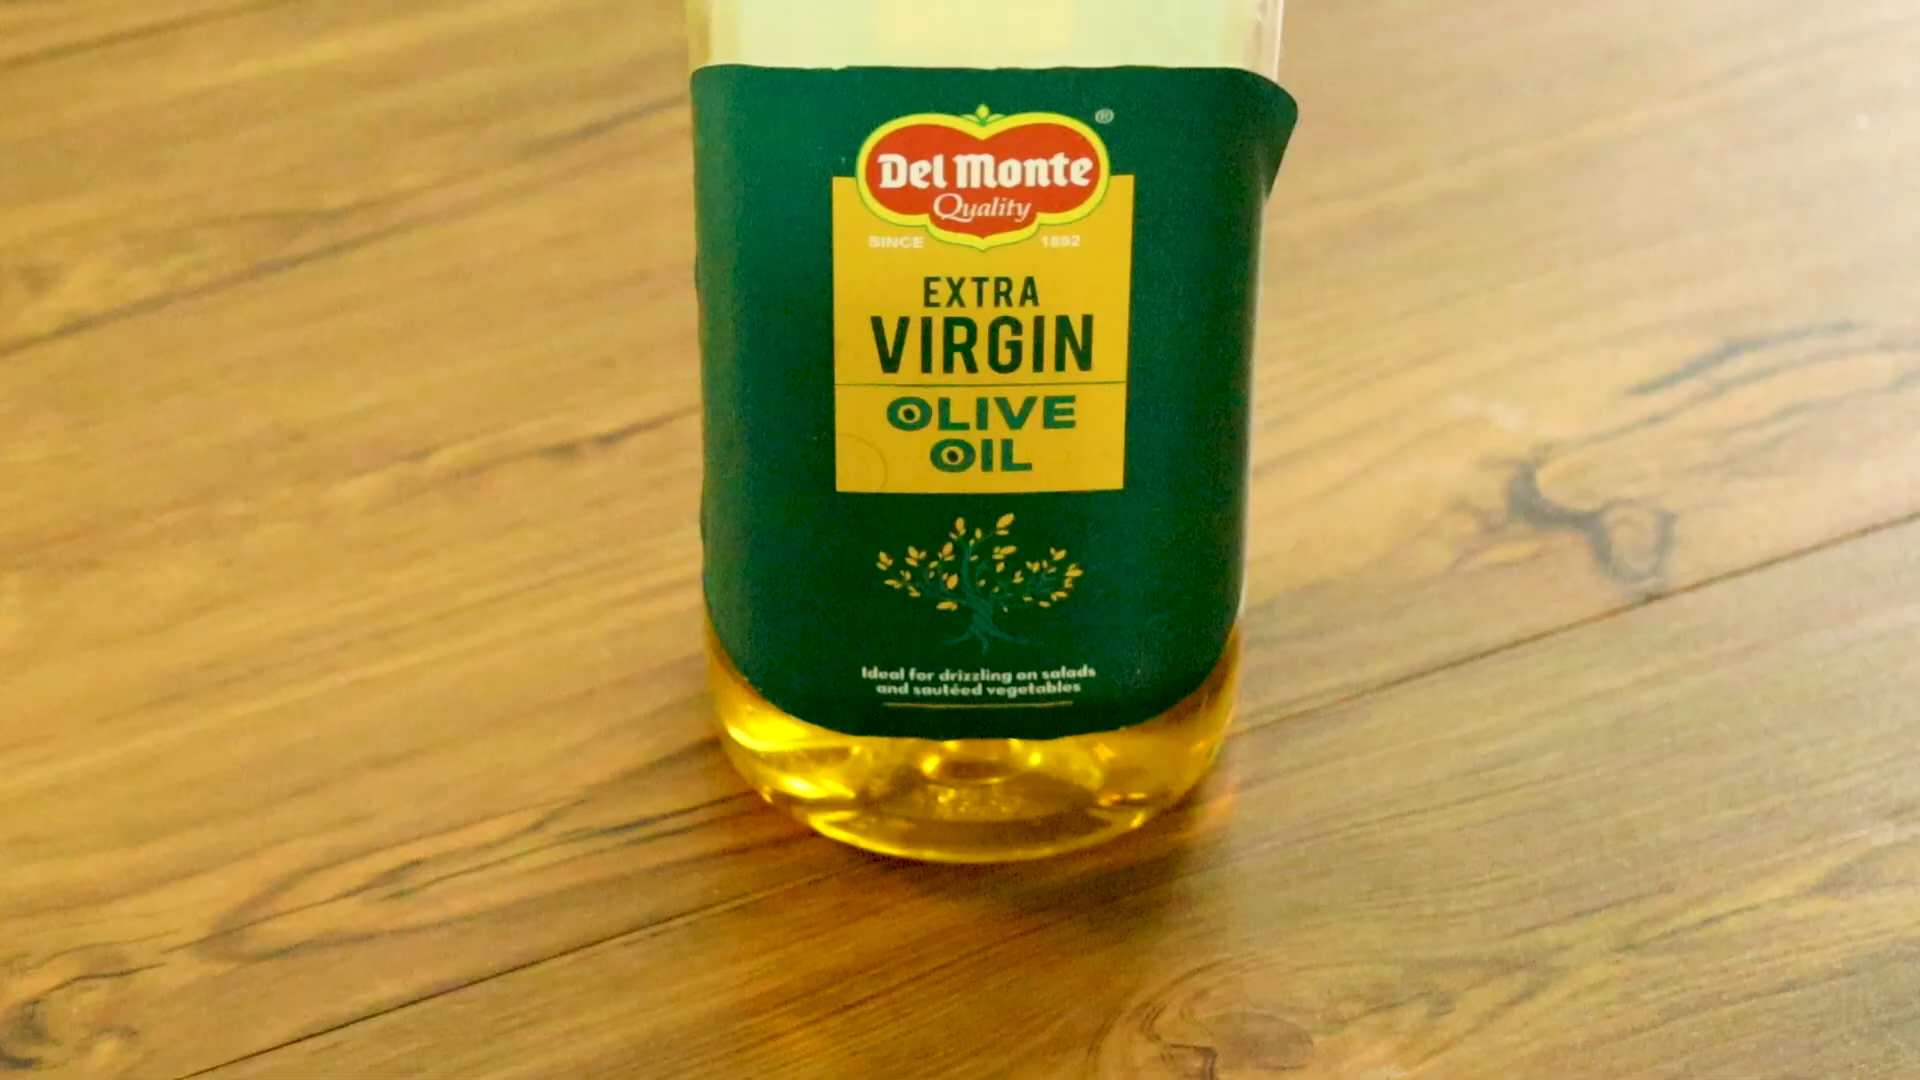 ®
Del Monte
Quality
SINCE 1892
EXTRA
VIRGIN
OLIVE
OIL
Ideal for drizzling on salads
and sautéed vegetables